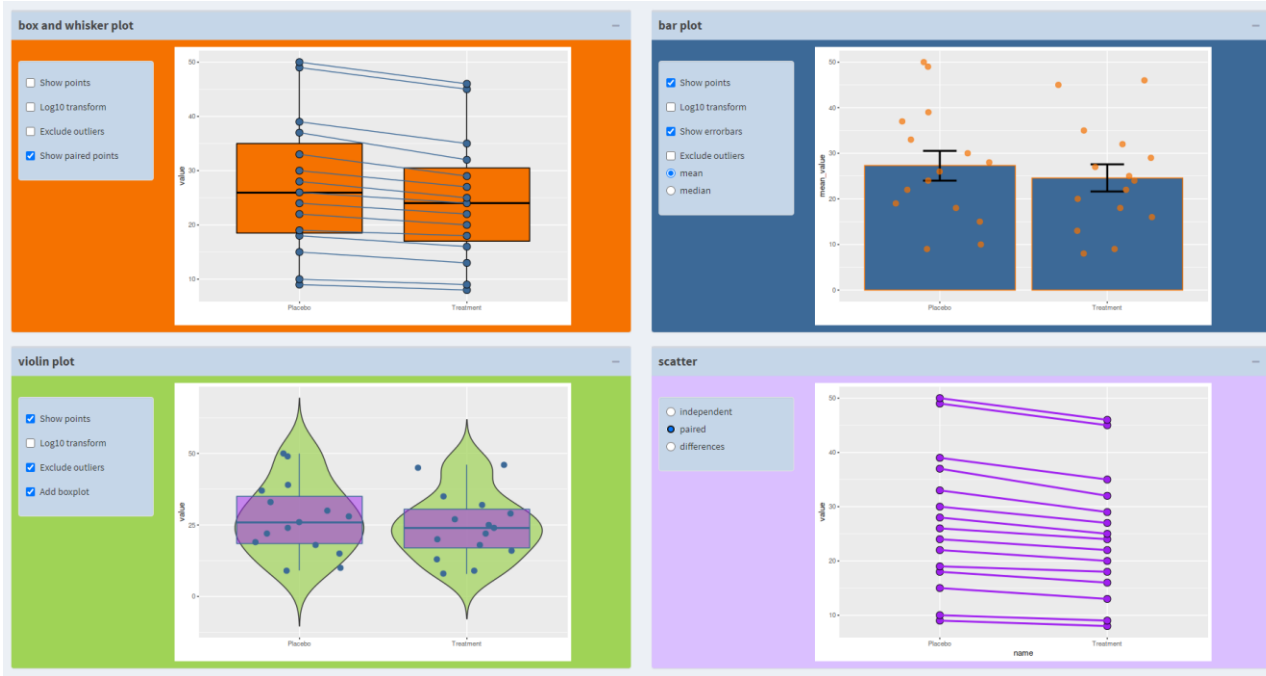 box and whisker plot
Show points
Log10 transform
Exclude outliers
Show paired points
value
50
40
30
20
10
Placebo
Treatment
bar plot
Show points
Log10 transform
Show errorbars
Exclude outliers
mean
median
mean_value
50
40
30
20
10
0
Placebo
Treatment
violin plot
Show points
Log10 transform
Exclude outliers
Add boxplot
value
50
25
0
Placebo
Treatment
scatter
independent
paired
differences
value
50
40
30
20
10
Placebo
Treatment
name